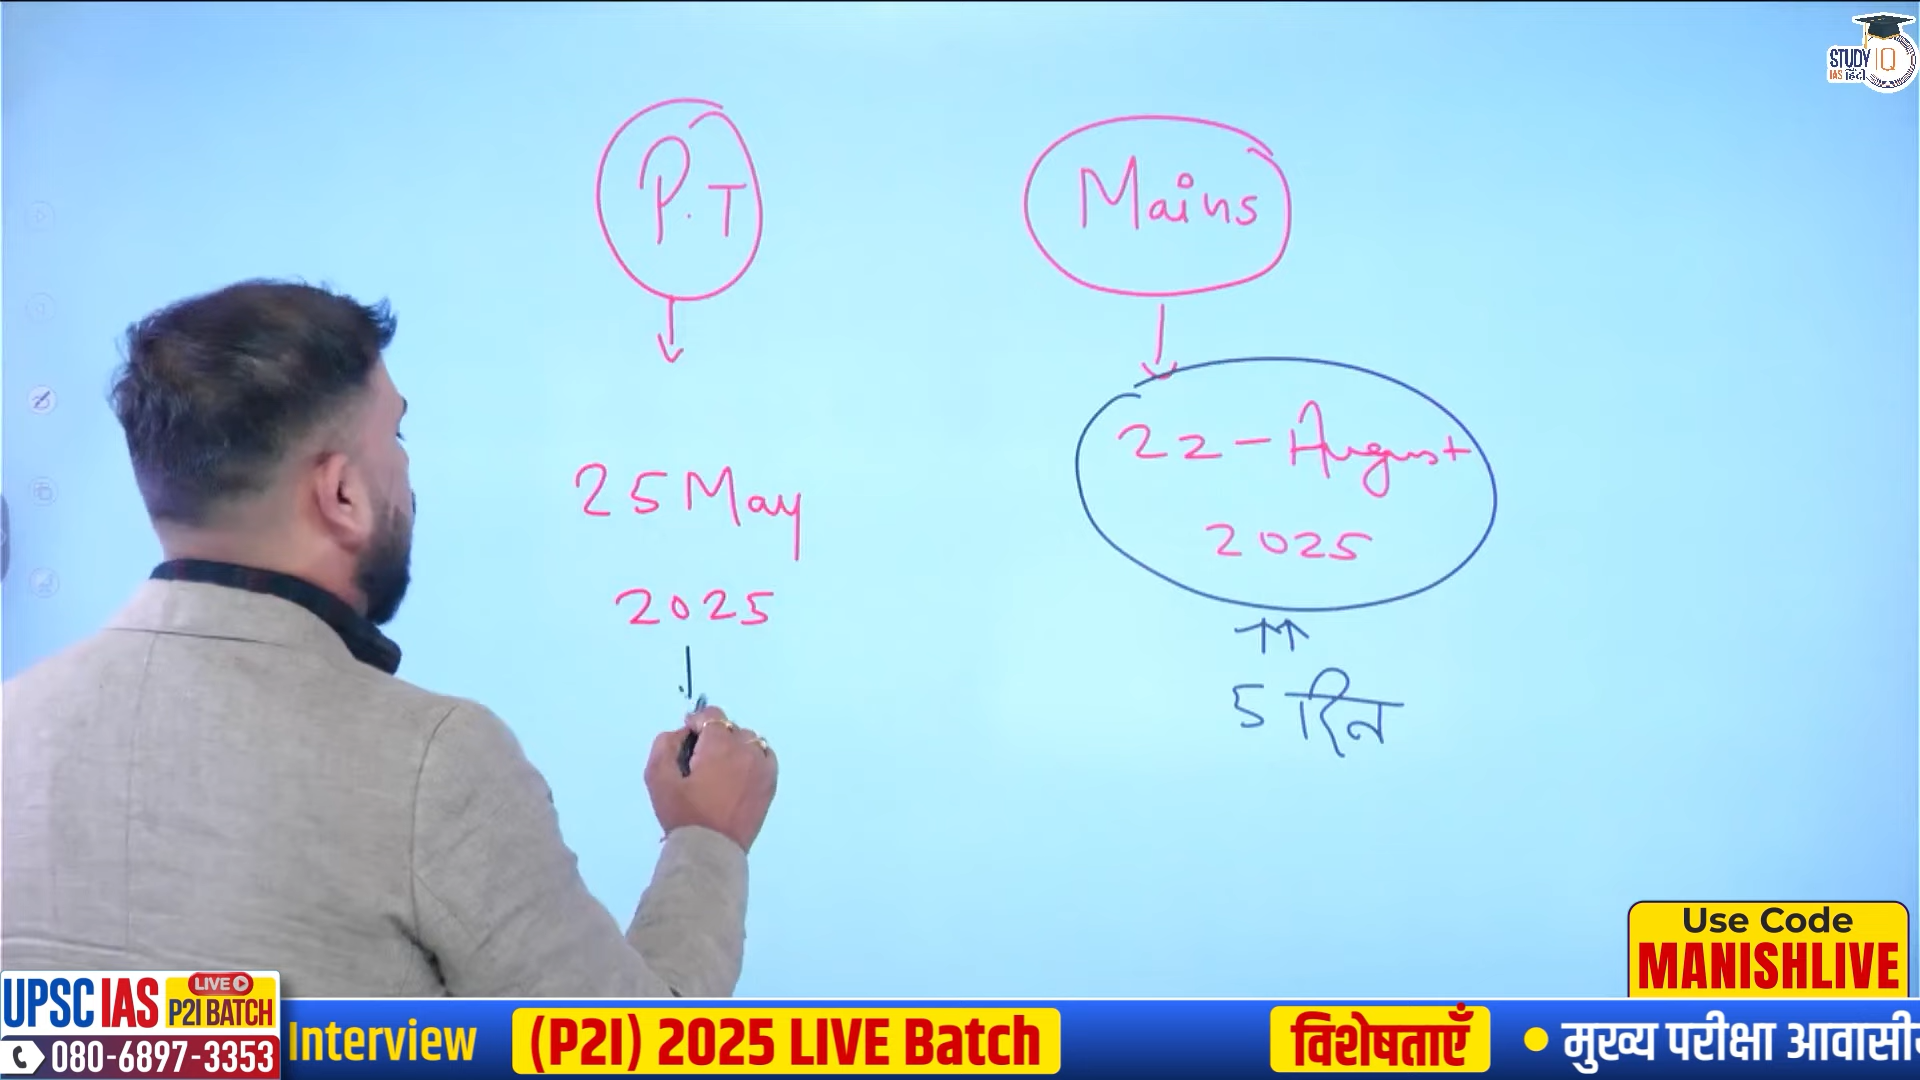 STUDY IQ
IAS हिंदी
P.T
Mains
25 May
2025
22 - August
2025
5 दिन
Use Code
MANISHLIVE
UPSC IAS
LIVE
P2I BATCH
080-6897-3353
Interview
(P2I) 2025 LIVE Batch
विशेषताएँ
• मुख्य परीक्षा